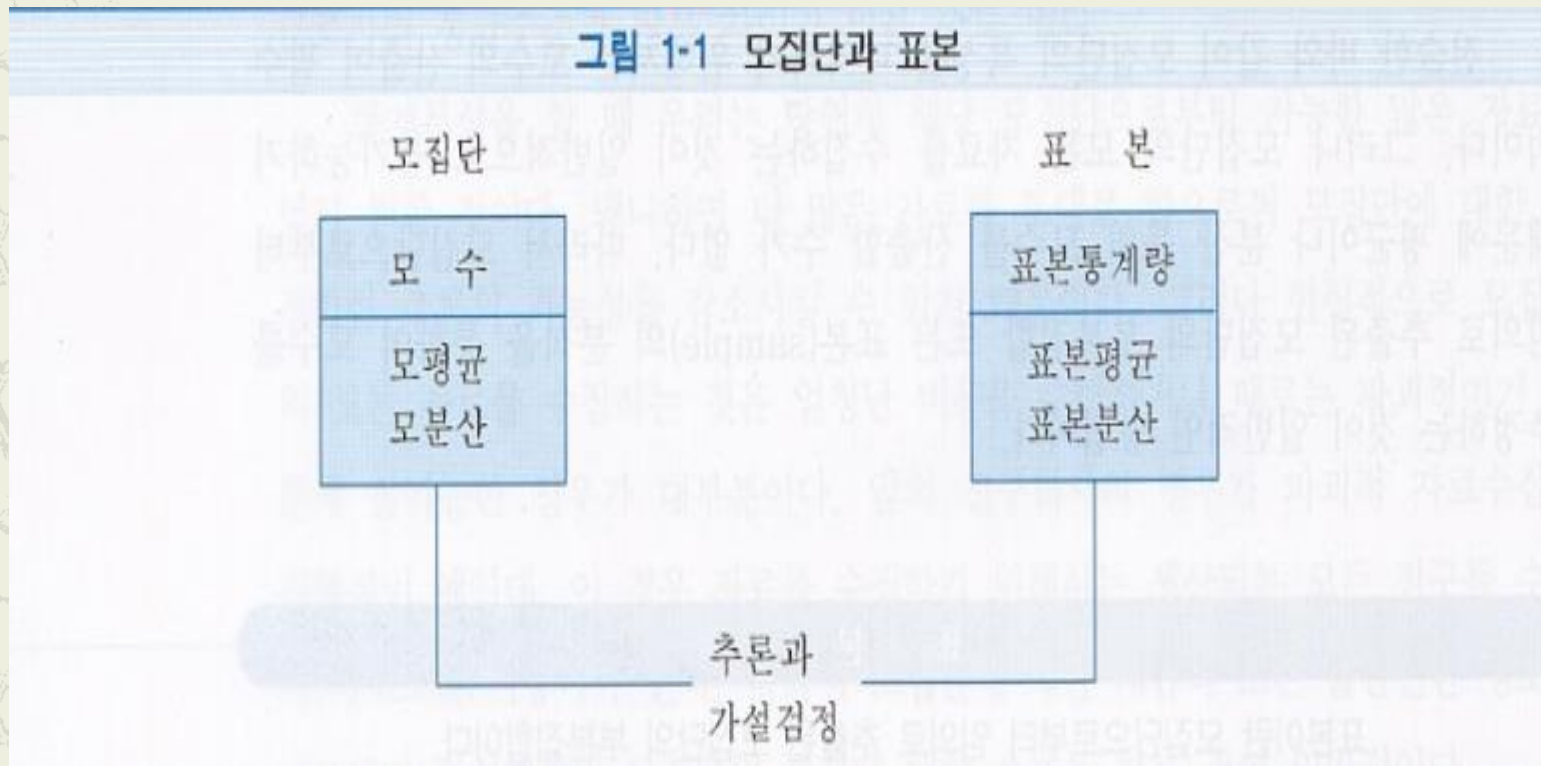 그림 1-1 모집단과 표본
모집단
모 수
모평균
모분산
표 본
표본통계량
표본평균
표본분산
추론과
가설검정